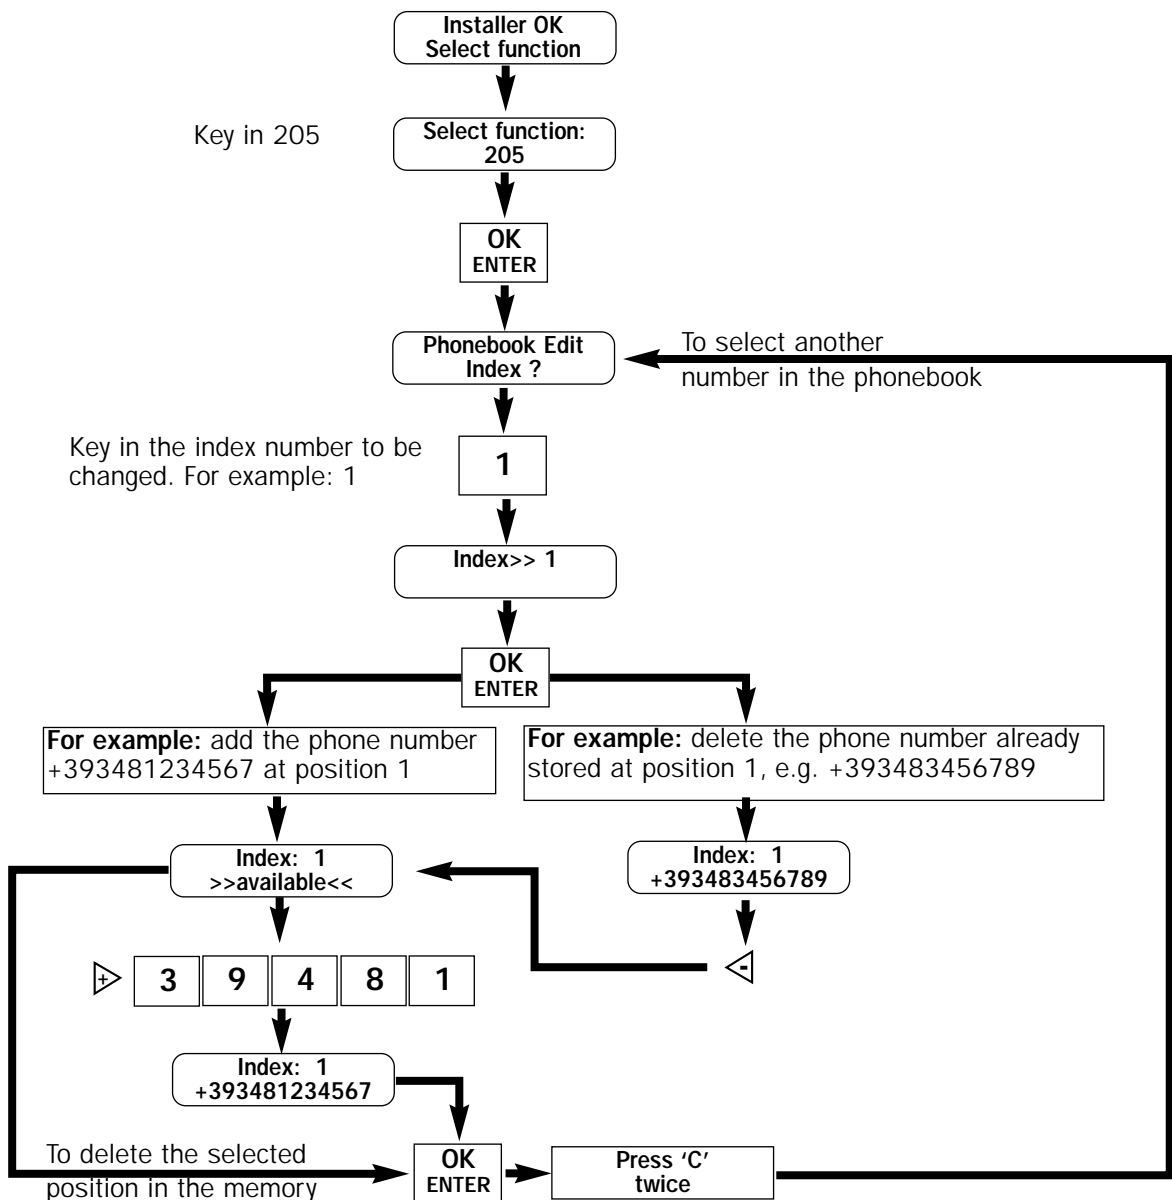 Installer OK
Select function
Key in 205
Select function:
205
OK
ENTER
Phonebook Edit
Index ?
To select another
number in the phonebook
Key in the index number to be
changed. For example: 1
1
Index>> 1
OK
ENTER
For example: add the phone number
+393481234567 at position 1
For example: delete the phone number already
stored at position 1, e.g. +393483456789
Index: 1
>>available<<
Index: 1
+393483456789
-
+ 3 9 4 8 1
Index: 1
+393481234567
To delete the selected
position in the memory
OK
ENTER
Press 'C'
twice